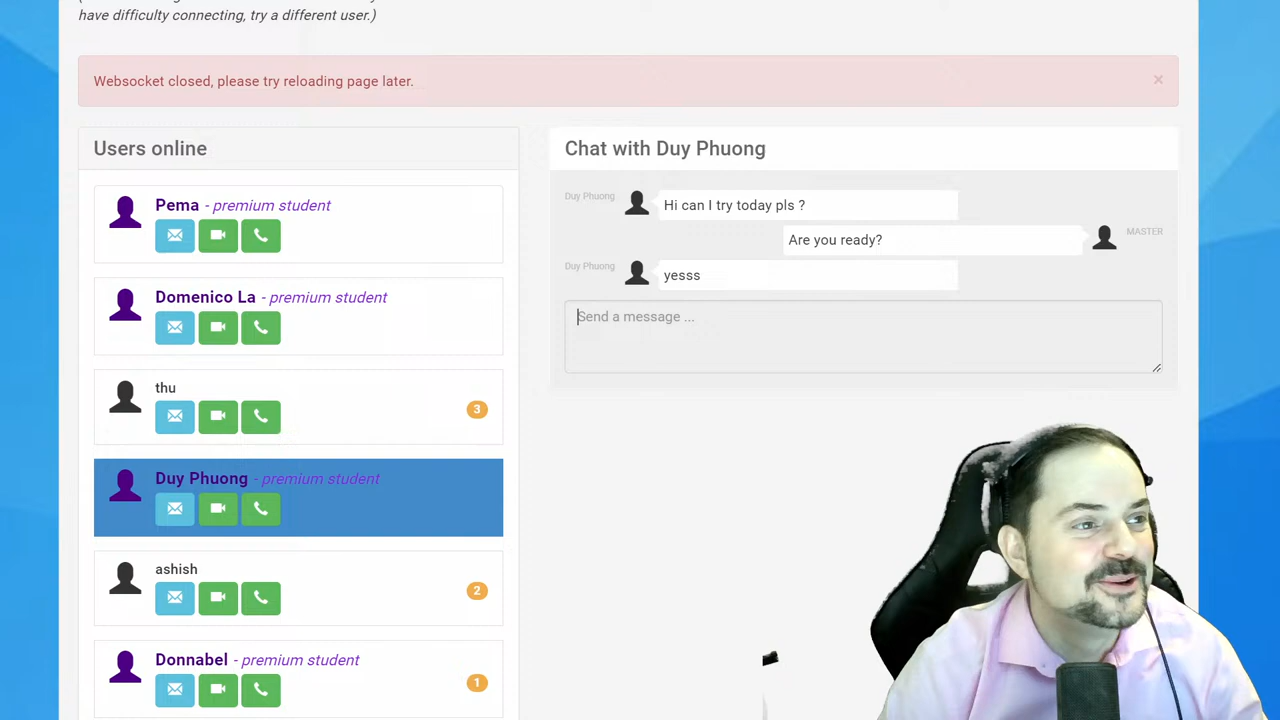 have difficulty connecting, try a different user.)
Websocket closed, please try reloading page later.
×
Users online
Pema - premium student
Domenico La - premium student
thu
3
Duy Phuong - premium student
ashish
2
Donnabel - premium student
1
Chat with Duy Phuong
Duy Phuong
Hi can I try today pls ?
Are you ready?
MASTER
Duy Phuong
yesss
Send a message ...